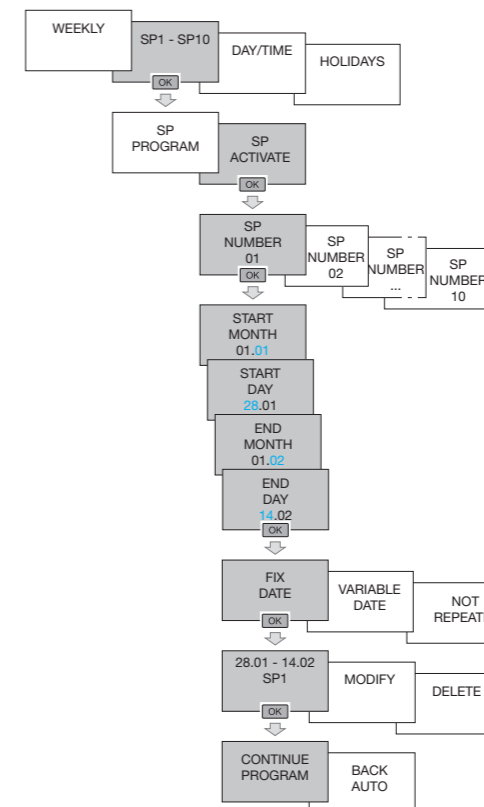 WEEKLY
SP1 - SP10
DAY/TIME
HOLIDAYS
OK
SP
PROGRAM
SP
ACTIVATE
OK
SP
NUMBER
01
SP
NUMBER
02
SP
NUMBER
...
SP
NUMBER
10
OK
START
MONTH
01.01
START
DAY
28.01
END
MONTH
01.02
END
DAY
14.02
OK
FIX
DATE
VARIABLE
DATE
NOT
OK
28.01 - 14.02
SP1
MODIFY
DELETE
OK
CONTINUE
PROGRAM
BACK
AUTO